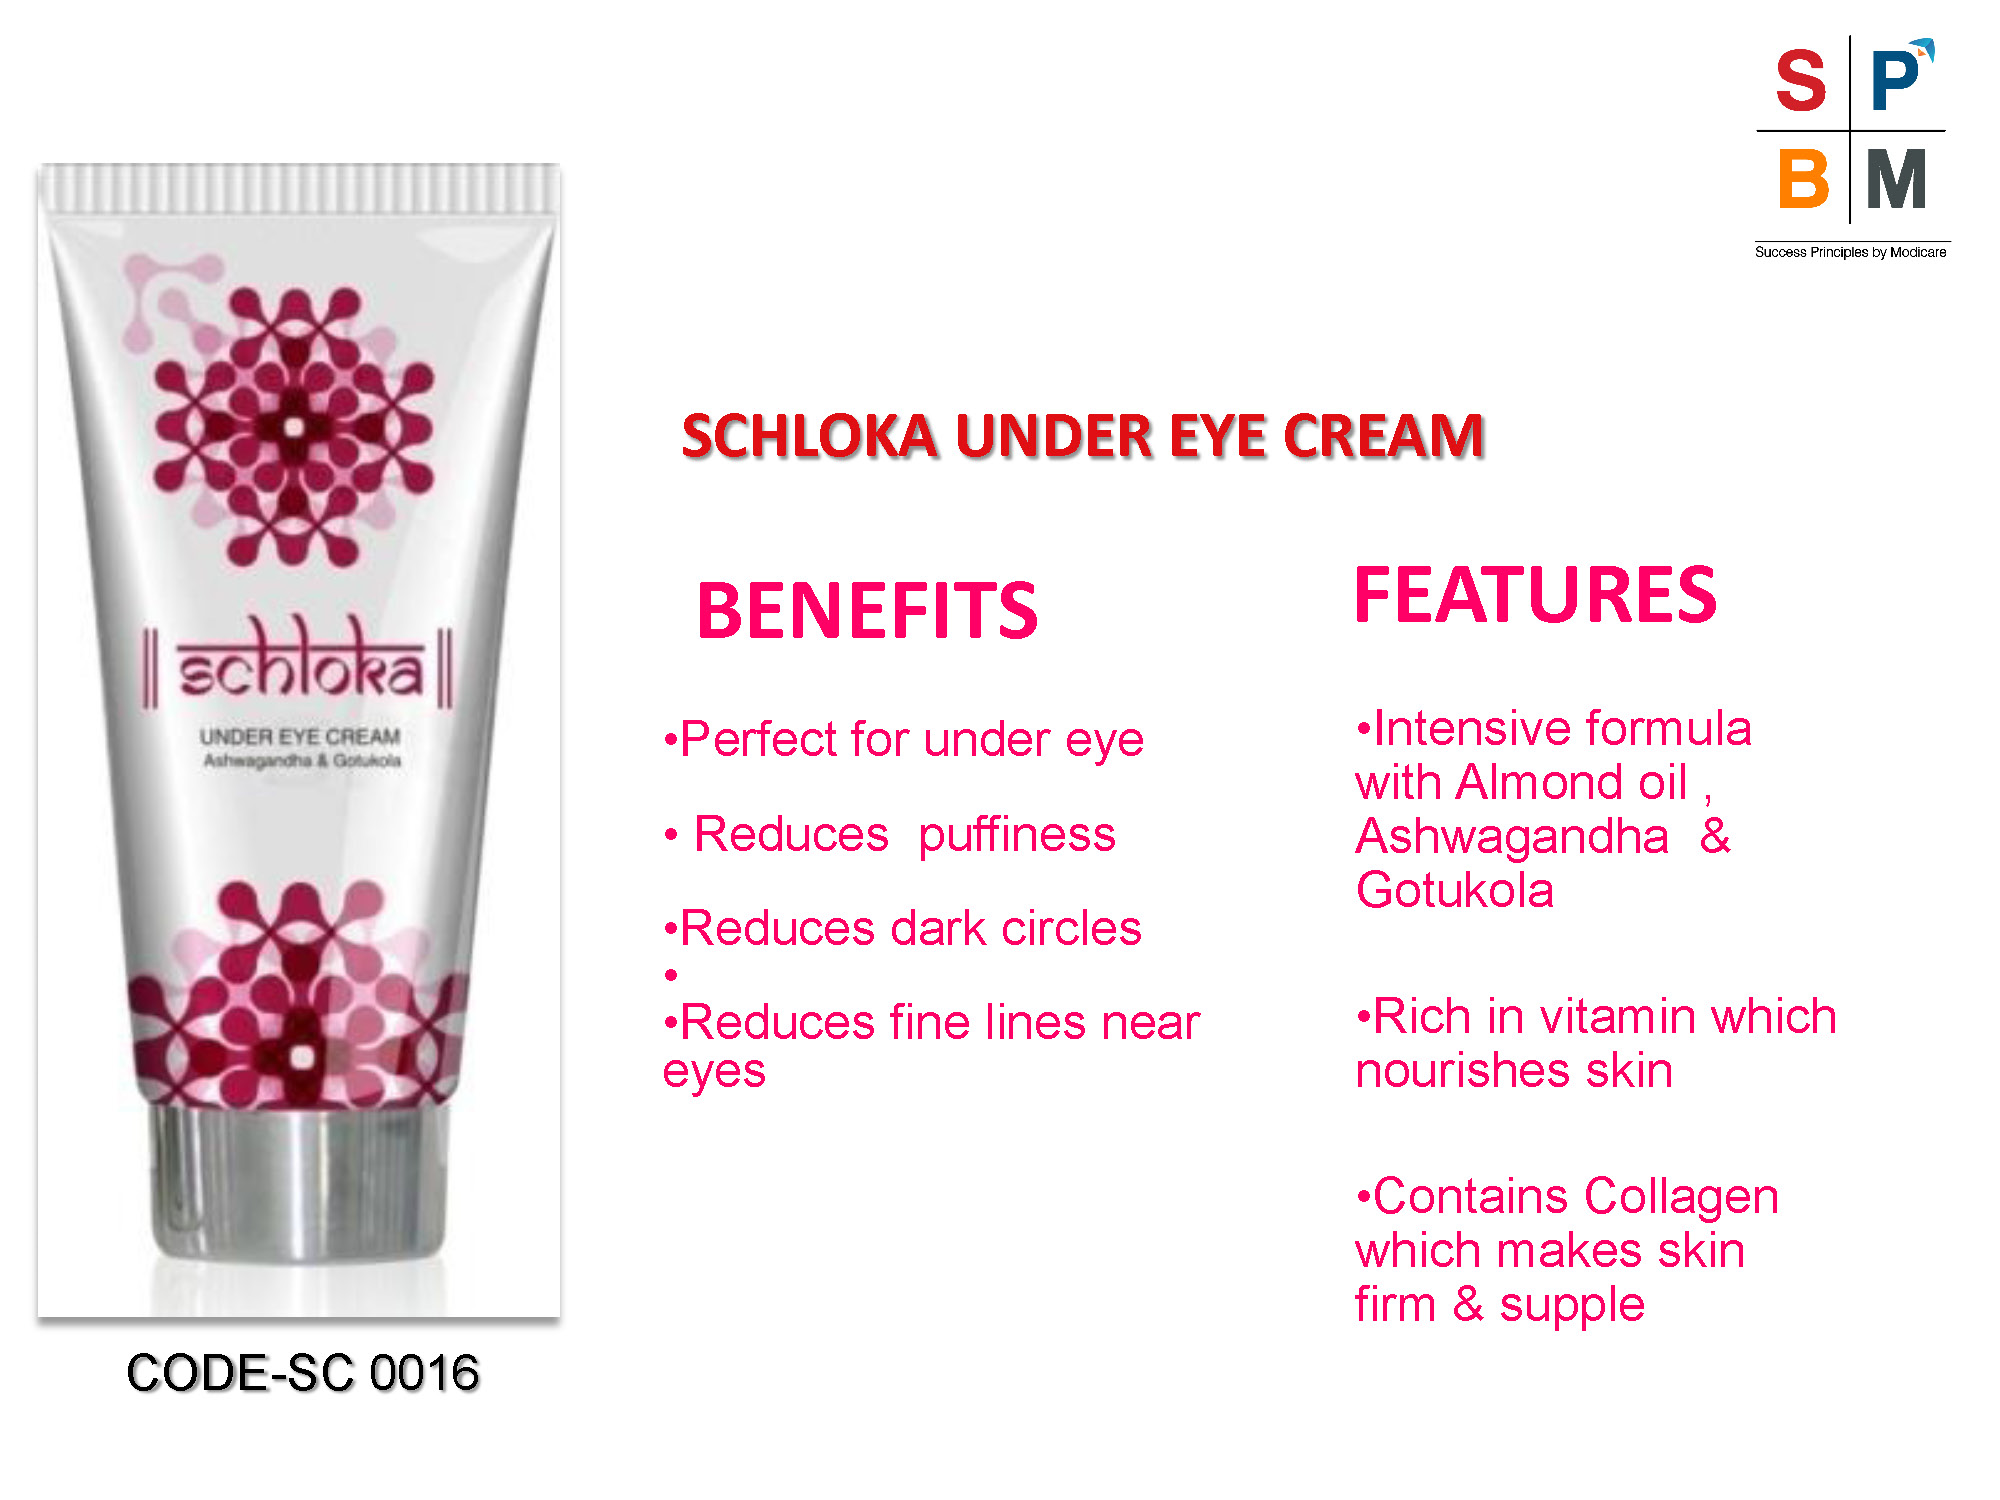 S P
B M
Success Principles by Modicare
schloka
UNDER EYE CREAM
Ashwagandha & Gotukola
CODE-SC 0016
SCHLOKA UNDER EYE CREAM
BENEFITS
•Perfect for under eye
• Reduces  puffiness
•Reduces dark circles
•
•Reduces fine lines near
eyes
FEATURES
•Intensive formula
with Almond oil ,
Ashwagandha  &
Gotukola
•Rich in vitamin which
nourishes skin
•Contains Collagen
which makes skin
firm & supple